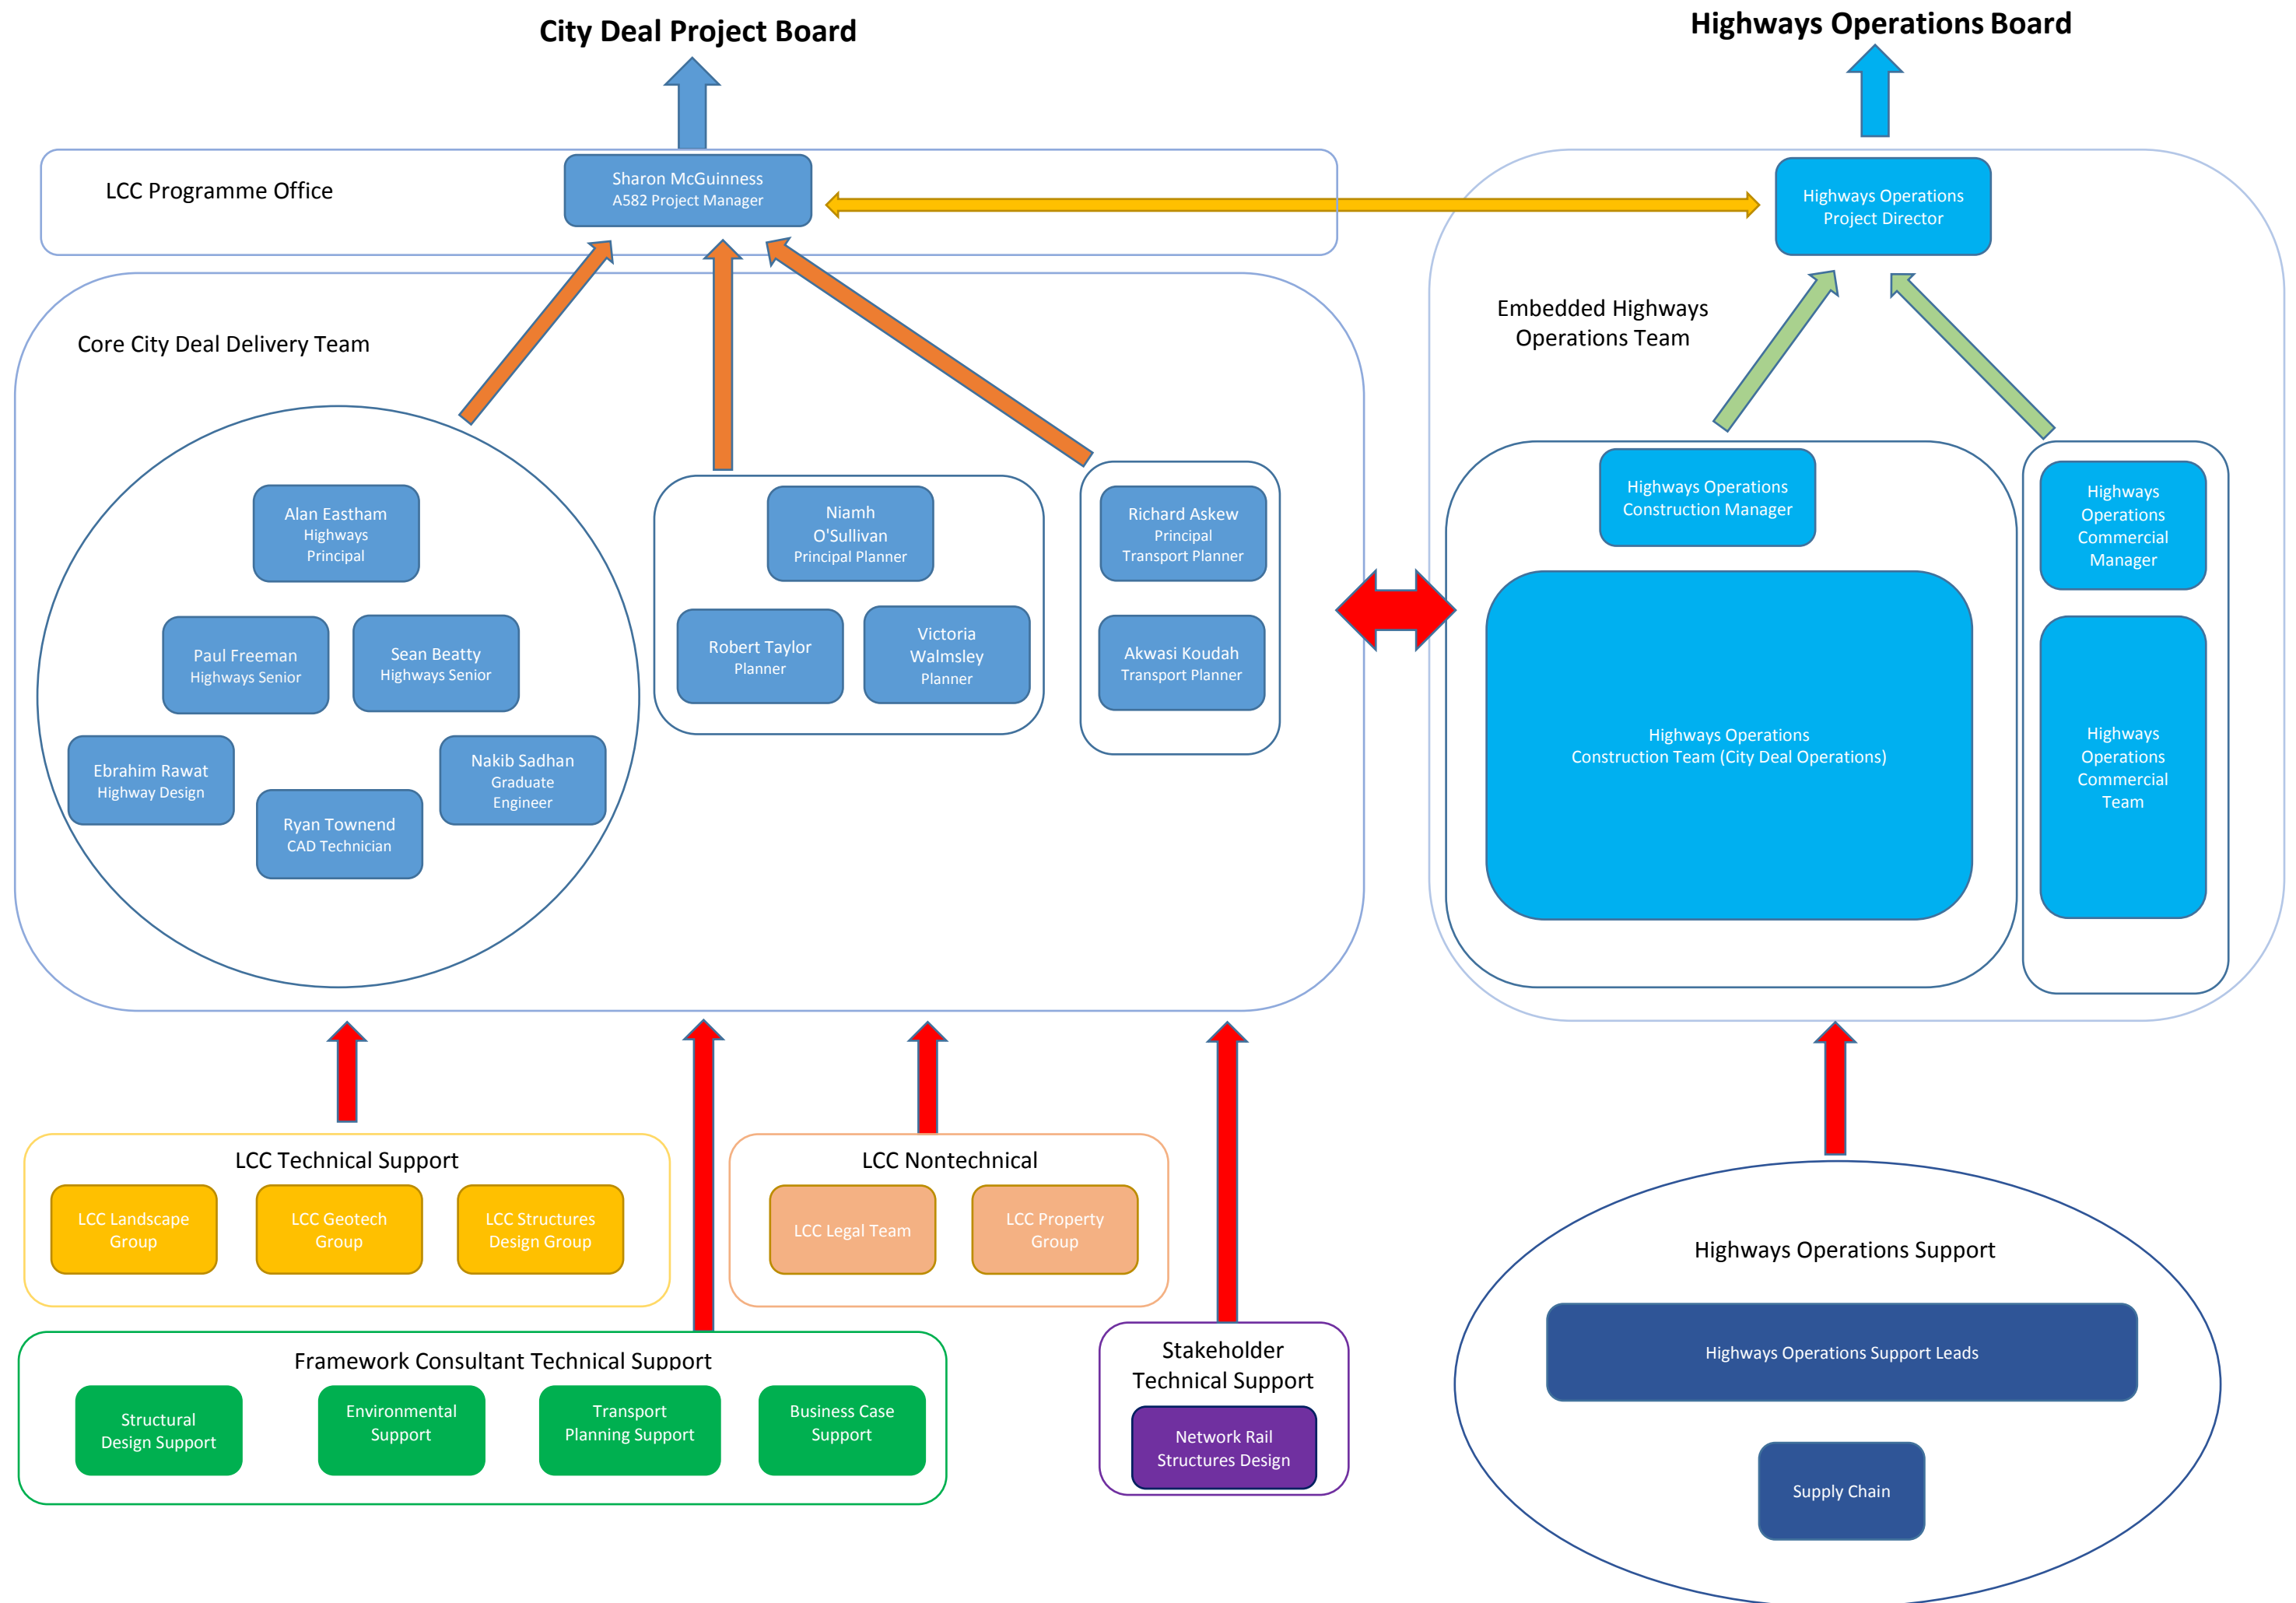 City Deal Project Board
Highways Operations Board
LCC Programme Office
Sharon McGuinness
A582 Project Manager
Highways Operations
Project Director
Core City Deal Delivery Team
Embedded Highways
Operations Team
Alan Eastham
Highways
Principal
Paul Freeman
Highways Senior
Sean Beatty
Highways Senior
Ebrahim Rawat
Highway Design
Nakib Sadhan
Graduate
Engineer
Ryan Townend
CAD Technician
Niamh
O'Sullivan
Principal Planner
Robert Taylor
Planner
Victoria
Walmsley
Planner
Richard Askew
Principal
Transport Planner
Akwasi Koudah
Transport Planner
Highways Operations
Construction Manager
Highways Operations
Construction Team (City Deal Operations)
Highways
Operations
Commercial
Manager
Highways
Operations
Commercial
Team
LCC Technical Support
LCC Landscape
Group
LCC Geotech
Group
LCC Structures
Design Group
LCC Nontechnical
LCC Legal Team
LCC Property
Group
Framework Consultant Technical Support
Structural
Design Support
Environmental
Support
Transport
Planning Support
Business Case
Support
Stakeholder
Technical Support
Network Rail
Structures Design
Highways Operations Support
Highways Operations Support Leads
Supply Chain